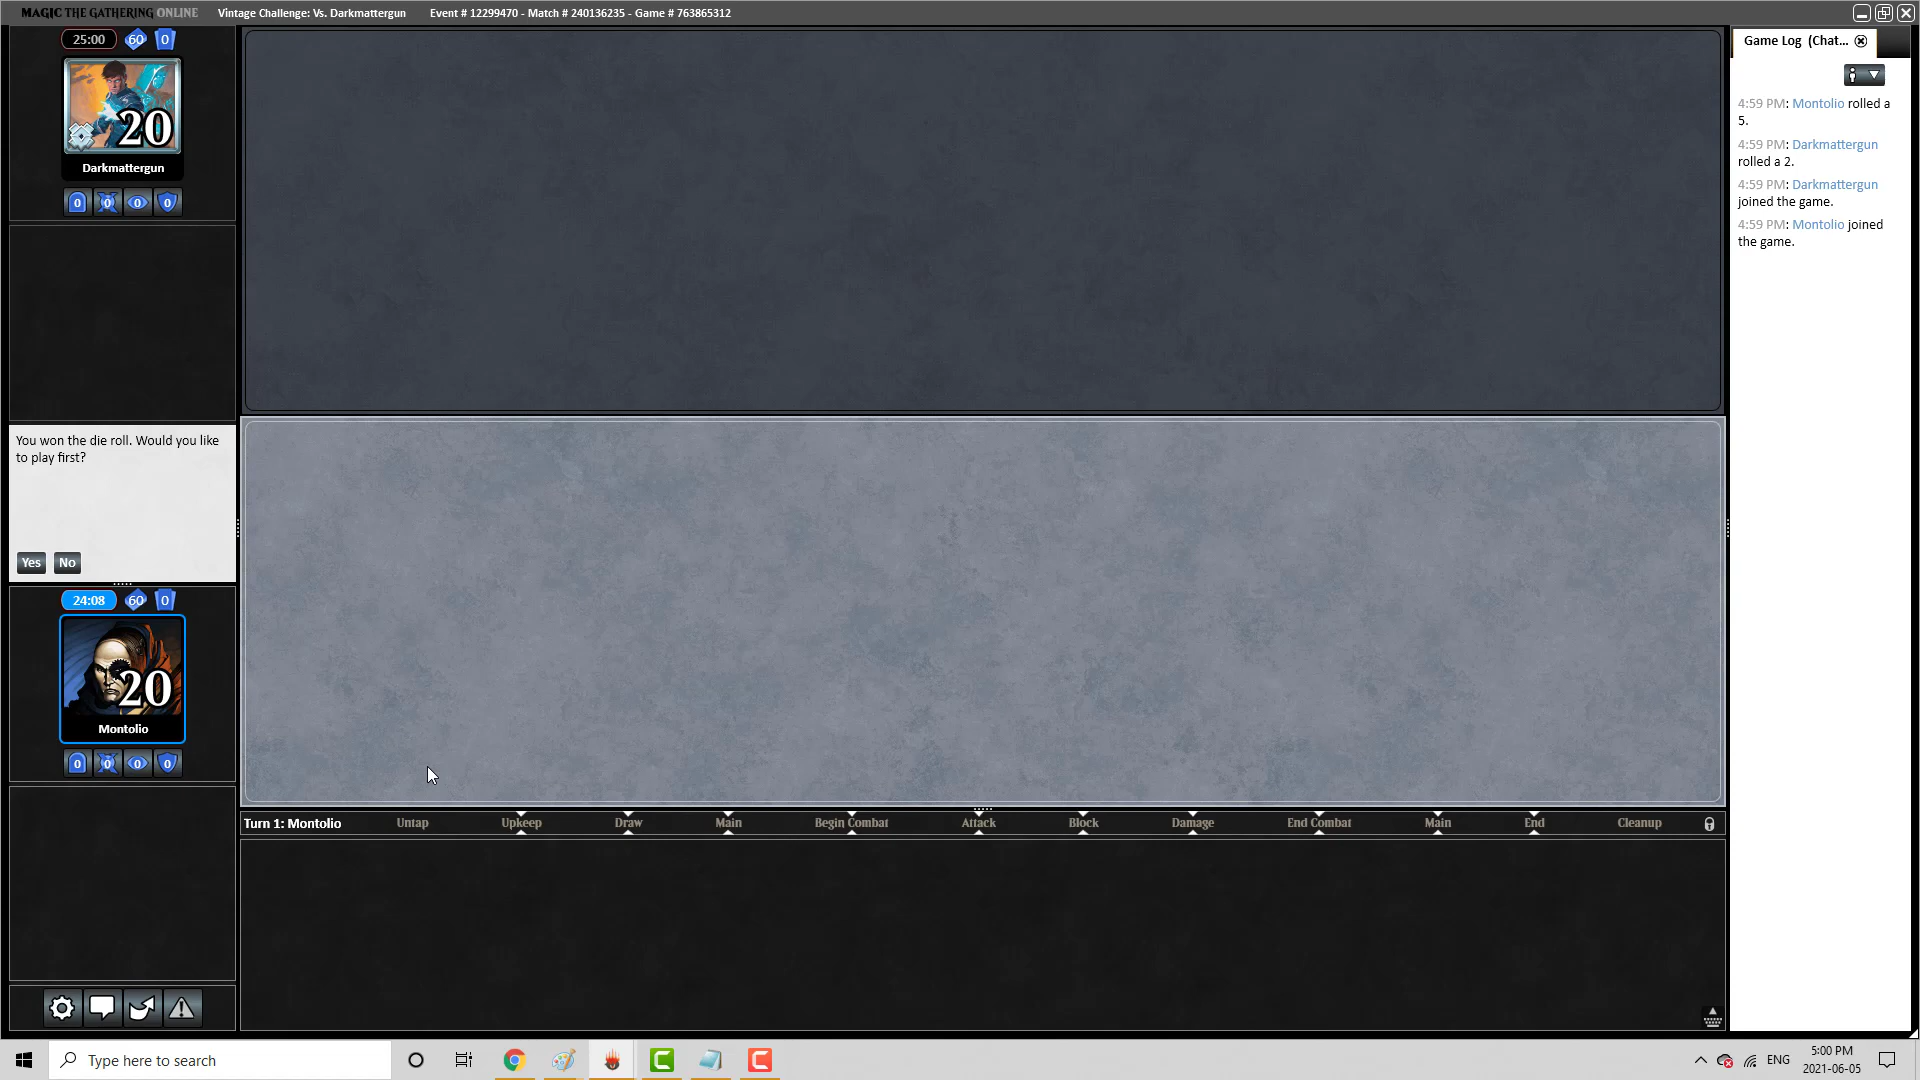 MAGIC THE GATHERING ONLINE Vintage Challenge: Vs. Darkmattergun Event # 12299470 - Match # 240136235 - Game # 763865312
25:00 60 0
20
Darkmattergun
0 0 0 0
You won the die roll. Would you like
to play first?
Yes No
24:08 60 0
20
Montolio
0 0 0 0
Turn 1: Montolio Untap Upkeep Draw Main Begin Combat Attack Block Damage End Combat Main End Cleanup
Game Log (Chat...
4:59 PM: Montolio rolled a
5.
4:59 PM: Darkmattergun
rolled a 2.
4:59 PM: Darkmattergun
joined the game.
4:59 PM: Montolio joined
the game.
Type here to search
ENG
5:00 PM
2021-06-05